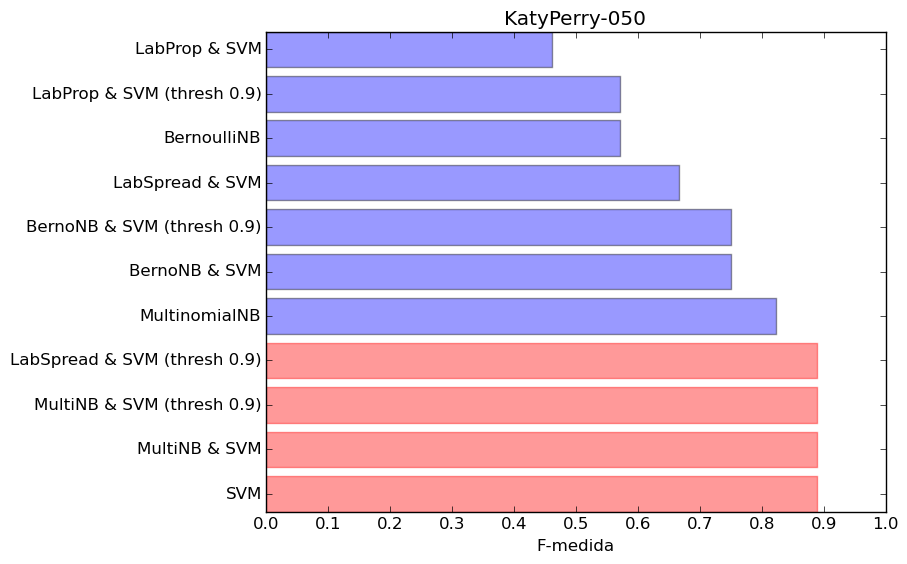 KatyPerry-050
LabProp & SVM
LabProp & SVM (thresh 0.9)
BernoulliNB
LabSpread & SVM
BernoNB & SVM (thresh 0.9)
BernoNB & SVM
MultinomialNB
LabSpread & SVM (thresh 0.9)
MultiNB & SVM (thresh 0.9)
MultiNB & SVM
SVM
0.0 0.1 0.2 0.3 0.4 0.5 0.6 0.7 0.8 0.9 1.0
F-medida